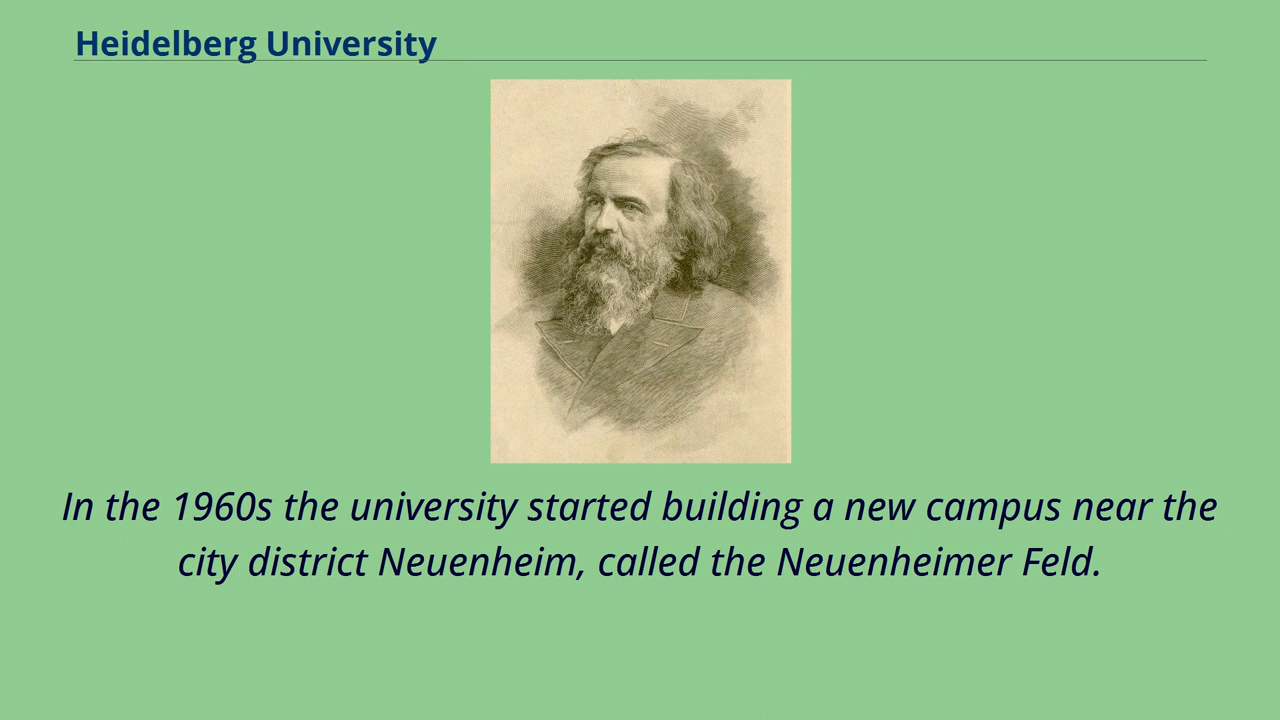 Heidelberg University
In the 1960s the university started building a new campus near the
city district Neuenheim, called the Neuenheimer Feld.